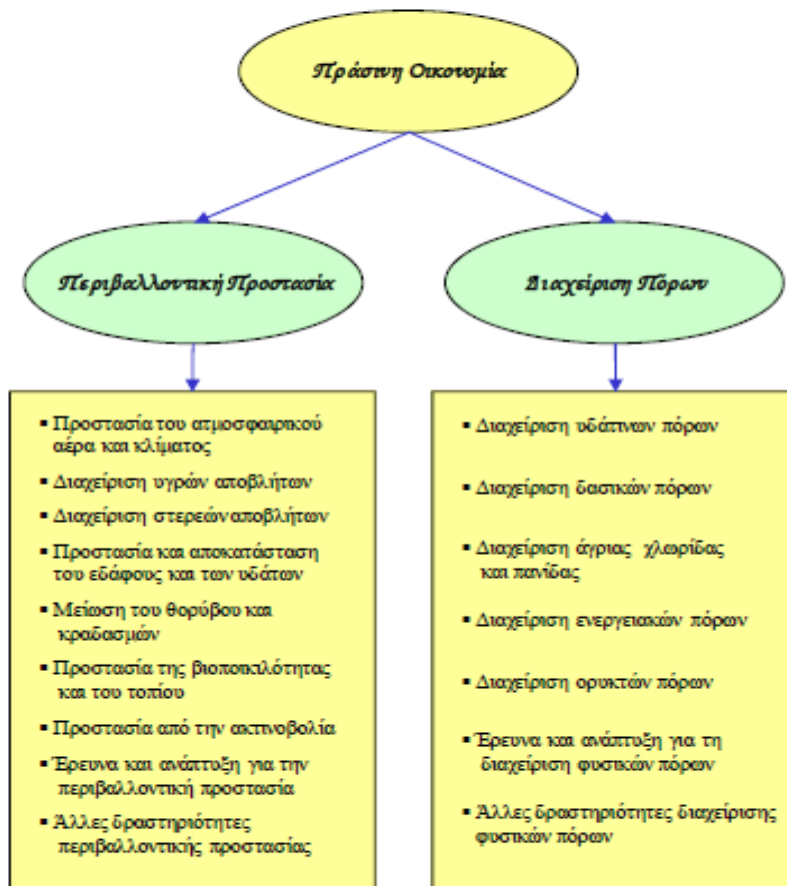 Πράσινη Οικονομία
Περιβαλλοντική Προστασία
Διαχείριση Πόρων
▪ Προστασία του ατμοσφαιρικού
αέρα και κλίματος
▪ Διαχείριση υγρών αποβλήτων
▪ Διαχείριση στερεών αποβλήτων
▪ Προστασία και αποκατάσταση
του εδάφους και των υδάτων
▪ Μείωση του θορύβου και
κραδασμών
▪ Προστασία της βιοποικιλότητας
και του τοπίου
▪ Προστασία από την ακτινοβολία
▪ Έρευνα και ανάπτυξη για την
περιβαλλοντική προστασία
▪ Άλλες δραστηριότητες
περιβαλλοντικής προστασίας
▪ Διαχείριση υδάτινων πόρων
▪ Διαχείριση δασικών πόρων
▪ Διαχείριση άγριας χλωρίδας
και πανίδας
▪ Διαχείριση ενεργειακών πόρων
▪ Διαχείριση ορυκτών πόρων
▪ Έρευνα και ανάπτυξη για τη
διαχείριση φυσικών πόρων
▪ Άλλες δραστηριότητες διαχείρισης
φυσικών πόρων